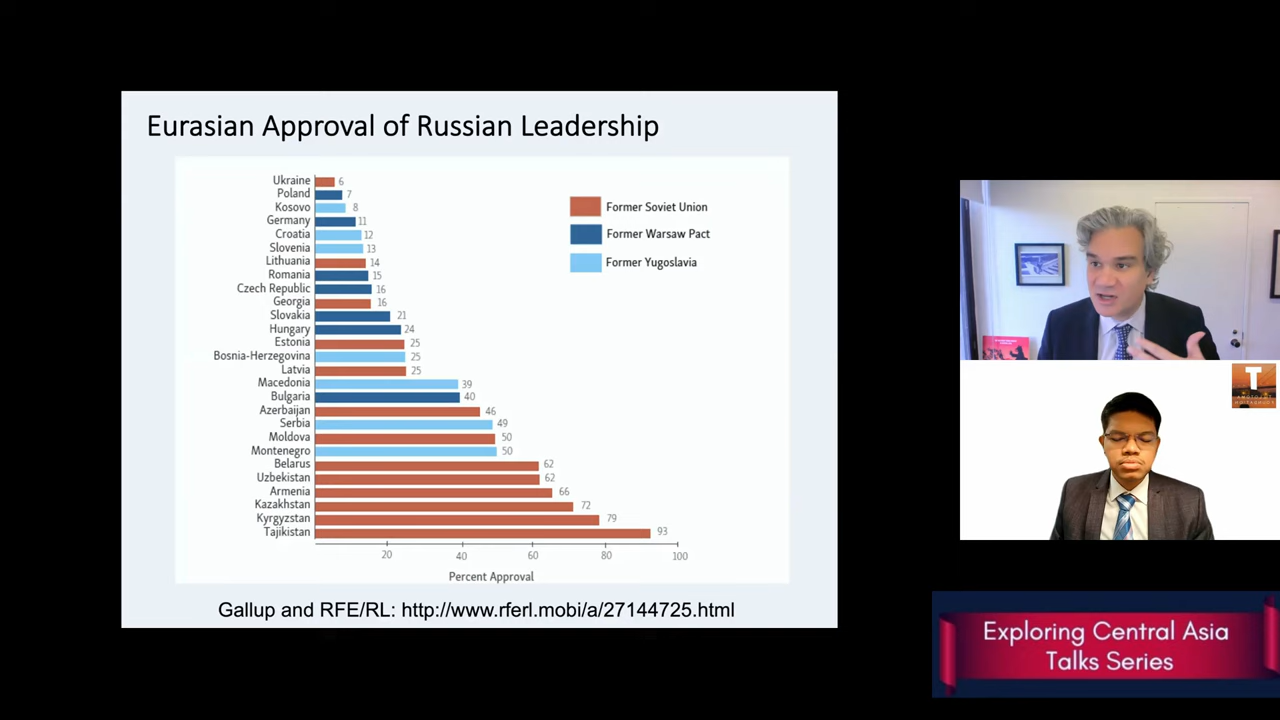 Eurasian Approval of Russian Leadership
Ukraine 6
Poland 7
Kosovo 8
Germany 11
Croatia 12
Slovenia 13
Lithuania 14
Romania 15
Czech Republic 16
Georgia 16
Slovakia 21
Hungary 24
Estonia 25
Bosnia-Herzegovina 25
Latvia 25
Macedonia 39
Bulgaria 40
Azerbaijan 46
Serbia 49
Moldova 50
Montenegro 50
Belarus 62
Uzbekistan 62
Armenia 66
Kazakhstan 72
Kyrgyzstan 79
Tajikistan 93
20 40 60 80 100
Percent Approval
Former Soviet Union
Former Warsaw Pact
Former Yugoslavia
Gallup and RFE/RL: http://www.rferl.mobi/a/27144725.html
T
Exploring Central Asia
Talks Series